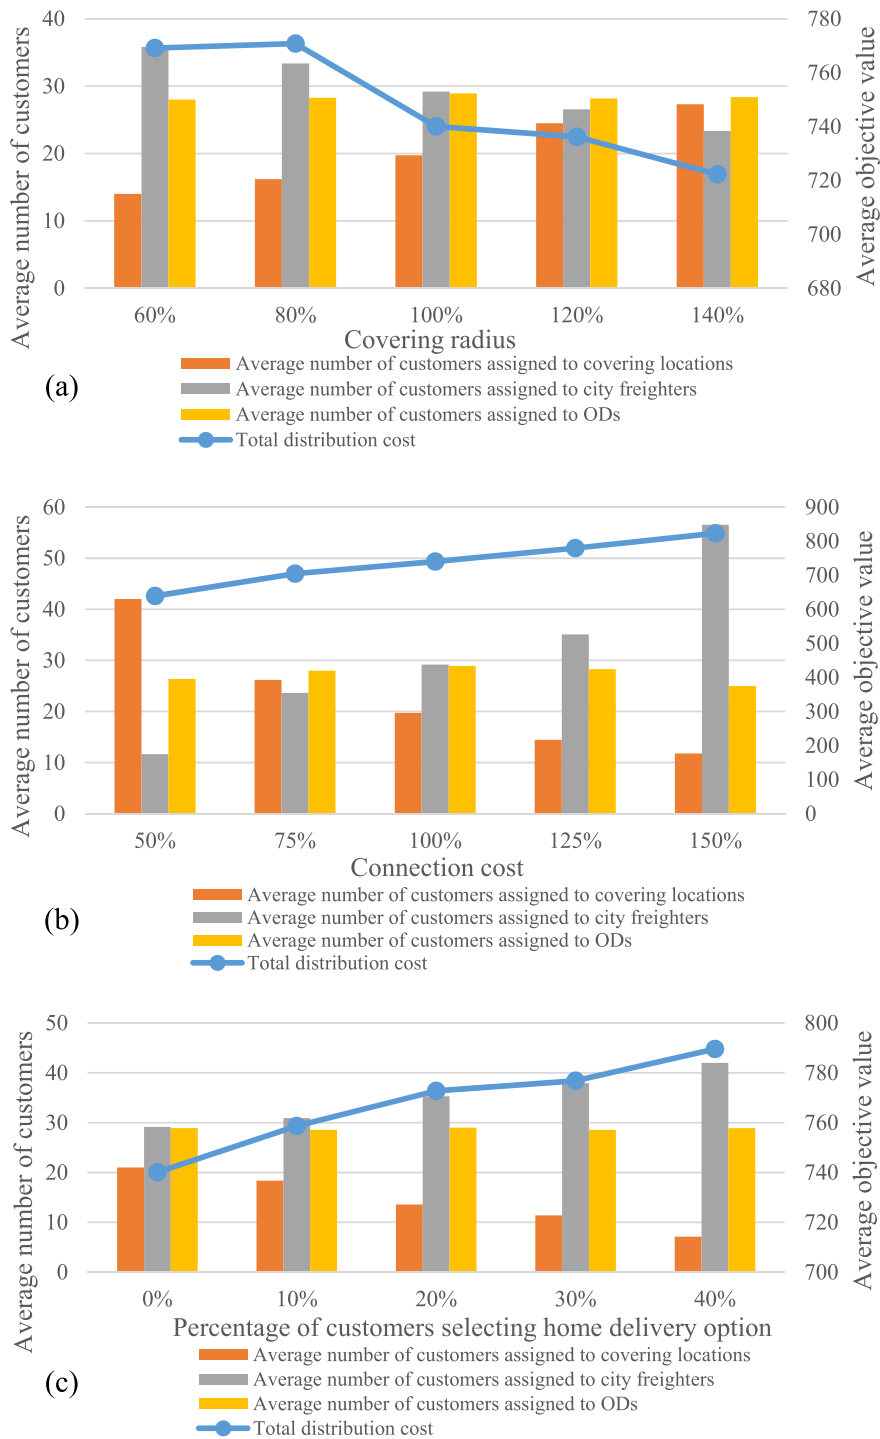 40
30
20
10
0
Average number of customers
780
760
740
720
700
680
Average objective value
60% 80% 100% 120% 140%
Covering radius
Average number of customers assigned to covering locations
Average number of customers assigned to city freighters
Average number of customers assigned to ODs
Total distribution cost
(a)
60
50
40
30
20
10
0
Average number of customers
900
800
700
600
500
400
300
200
100
0
Average objective value
50% 75% 100% 125% 150%
Connection cost
Average number of customers assigned to covering locations
Average number of customers assigned to city freighters
Average number of customers assigned to ODs
Total distribution cost
(b)
50
40
30
20
10
0
Average number of customers
800
780
760
740
720
700
Average objective value
0% 10% 20% 30% 40%
Percentage of customers selecting home delivery option
Average number of customers assigned to covering locations
Average number of customers assigned to city freighters
Average number of customers assigned to ODs
Total distribution cost
(c)